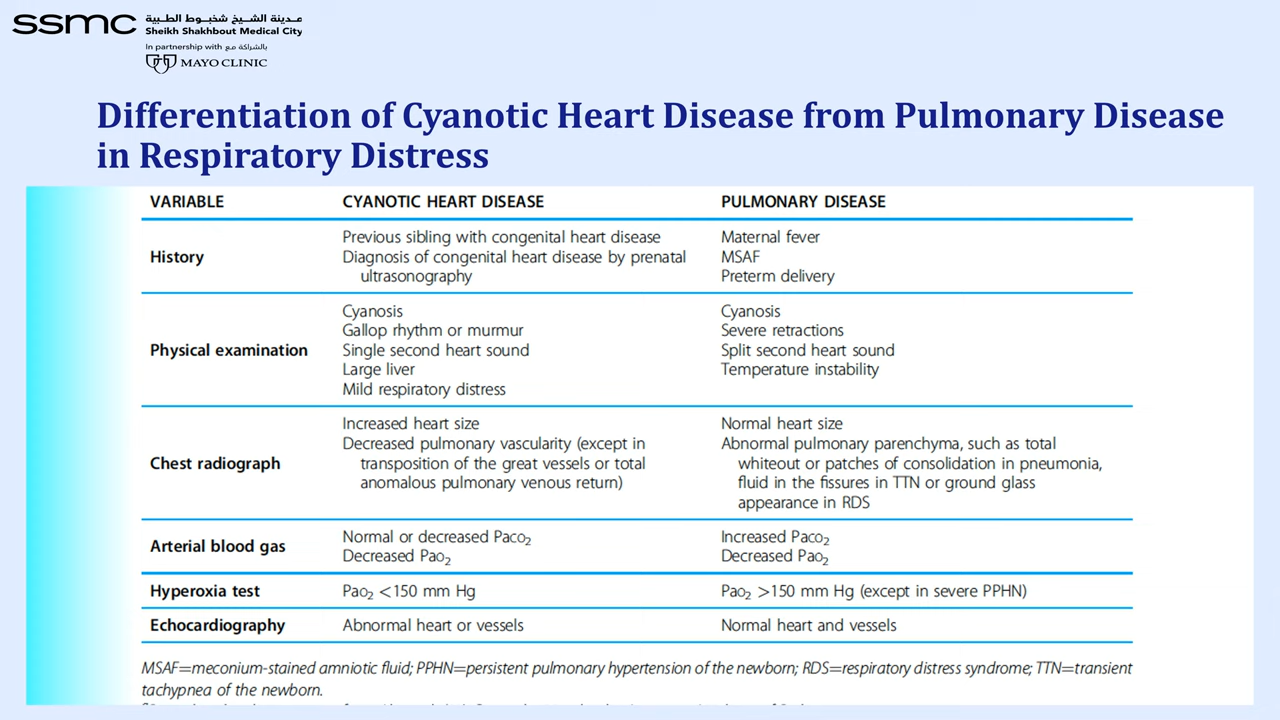 ssmc
مدينة الشيخ شخبوط الطبية
Sheikh Shakhbout Medical City
In partnership with بالشراكة مع
MAYO CLINIC
Differentiation of Cyanotic Heart Disease from Pulmonary Disease
in Respiratory Distress
VARIABLE CYANOTIC HEART DISEASE PULMONARY DISEASE
History
Previous sibling with congenital heart disease
Diagnosis of congenital heart disease by prenatal
ultrasonography
Maternal fever
MSAF
Preterm delivery
Physical examination
Cyanosis
Gallop rhythm or murmur
Single second heart sound
Large liver
Mild respiratory distress
Cyanosis
Severe retractions
Split second heart sound
Temperature instability
Chest radiograph
Increased heart size
Decreased pulmonary vascularity (except in
transposition of the great vessels or total
anomalous pulmonary venous return)
Normal heart size
Abnormal pulmonary parenchyma, such as total
whiteout or patches of consolidation in pneumonia,
fluid in the fissures in TTN or ground glass
appearance in RDS
Arterial blood gas
Normal or decreased PaCO2
Decreased PaO2
Increased PaCO2
Decreased PaO2
Hyperoxia test
PaO2 <150 mm Hg
PaO2 >150 mm Hg (except in severe PPHN)
Echocardiography
Abnormal heart or vessels
Normal heart and vessels
MSAF=meconium-stained amniotic fluid; PPHN=persistent pulmonary hypertension of the newborn; RDS=respiratory distress syndrome; TTN=transient
tachypnea of the newborn.